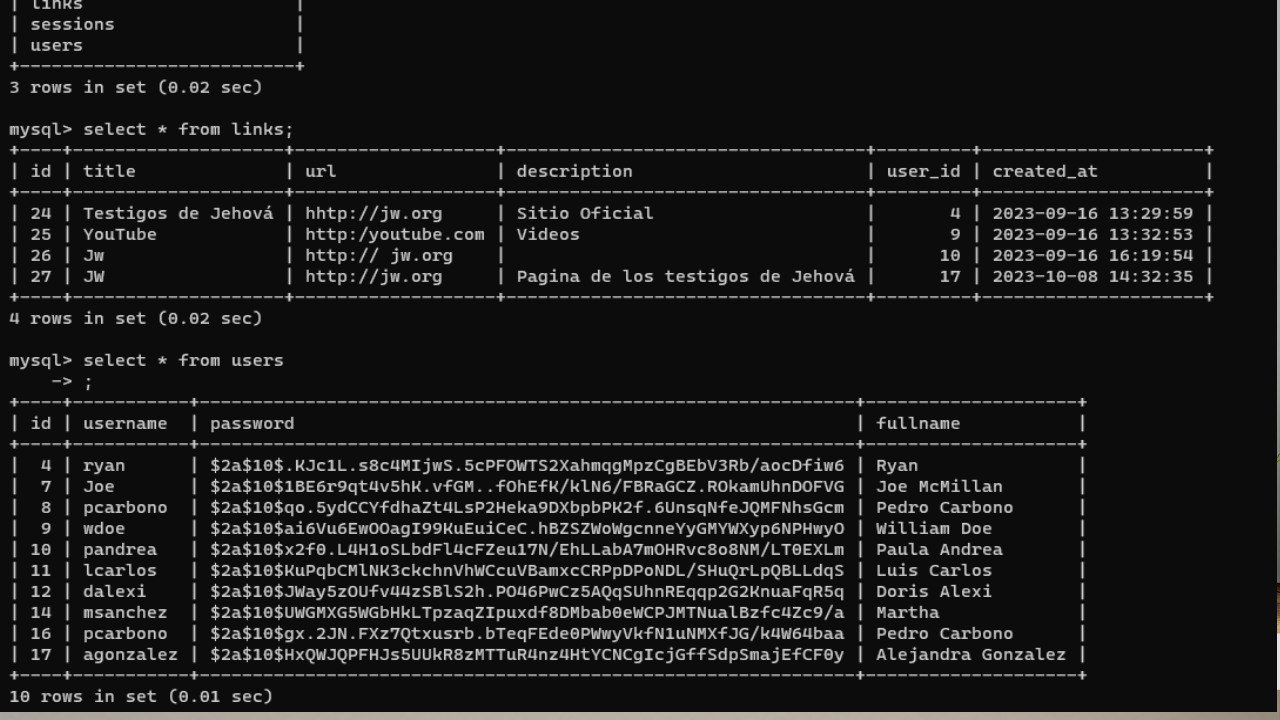 | links                    |
| sessions                 |
| users                    |
+--------------------------+
3 rows in set (0.02 sec)

mysql> select * from links;
+----+--------------------+-------------------+----------------------------------+---------+---------------------+
| id | title              | url               | description                      | user_id | created_at          |
+----+--------------------+-------------------+----------------------------------+---------+---------------------+
| 24 | Testigos de Jehová | hhtp://jw.org     | Sitio Oficial                    |       4 | 2023-09-16 13:29:59 |
| 25 | YouTube            | http:/youtube.com | Videos                           |       9 | 2023-09-16 13:32:53 |
| 26 | Jw                 | http:// jw.org    |                                  |      10 | 2023-09-16 16:19:54 |
| 27 | JW                 | http://jw.org     | Pagina de los testigos de Jehová |      17 | 2023-10-08 14:32:35 |
+----+--------------------+-------------------+----------------------------------+---------+---------------------+
4 rows in set (0.02 sec)

mysql> select * from users
    -> ;
+----+-----------+--------------------------------------------------------------+-------------------+
| id | username  | password                                                     | fullname          |
+----+-----------+--------------------------------------------------------------+-------------------+
|  4 | ryan      | $2a$10$.KJc1L.s8c4MIjwS.5cPFOWTS2XahmqgMpzCgBEbV3Rb/aocDfiw6 | Ryan              |
|  7 | Joe       | $2a$10$1BE6r9qt4v5hK.vfGM..fOhEfK/klN6/FBRaGCZ.ROkamUhnDOFVG | Joe McMillan      |
|  8 | pcarbono  | $2a$10$qo.5ydCCYfdhaZt4LsP2Heka9DXbpbPK2f.6UnsqNfeJQMFNhsGcm | Pedro Carbono     |
|  9 | wdoe      | $2a$10$ai6Vu6EwOOagI99KuEuiCeC.hBZSZWoWgcnneYyGMYWXyp6NPHwyO | William Doe       |
| 10 | pandrea   | $2a$10$x2f0.L4H1oSLbdFl4cFZeu17N/EhLLabA7mOHRvc8o8NM/LT0EXLm | Paula Andrea      |
| 11 | lcarlos   | $2a$10$KuPqbCMlNK3ckchnVhWCcuVBamxcCRPpDPoNDL/SHuQrLpQBLLdqS | Luis Carlos       |
| 12 | dalexi    | $2a$10$JWay5zOUfv44zSBlS2h.PO46PwCz5AQqSUhnREqqp2G2KnuaFqR5q | Doris Alexi       |
| 14 | msanchez  | $2a$10$UWGMXG5WGbHkLTpzaqZIpuxdf8DMbab0eWCPJMTNualBzfc4Zc9/a | Martha            |
| 16 | pcarbono  | $2a$10$gx.2JN.FXz7Qtxusrb.bTeqFEde0PWwyVkfN1uNMXfJG/k4W64baa | Pedro Carbono     |
| 17 | agonzalez | $2a$10$HxQWJQPFHJs5UUkR8zMTTuR4nz4HtYCNCgIcjGffSdpSmajEfCF0y | Alejandra Gonzalez |
+----+-----------+--------------------------------------------------------------+-------------------+
10 rows in set (0.01 sec)